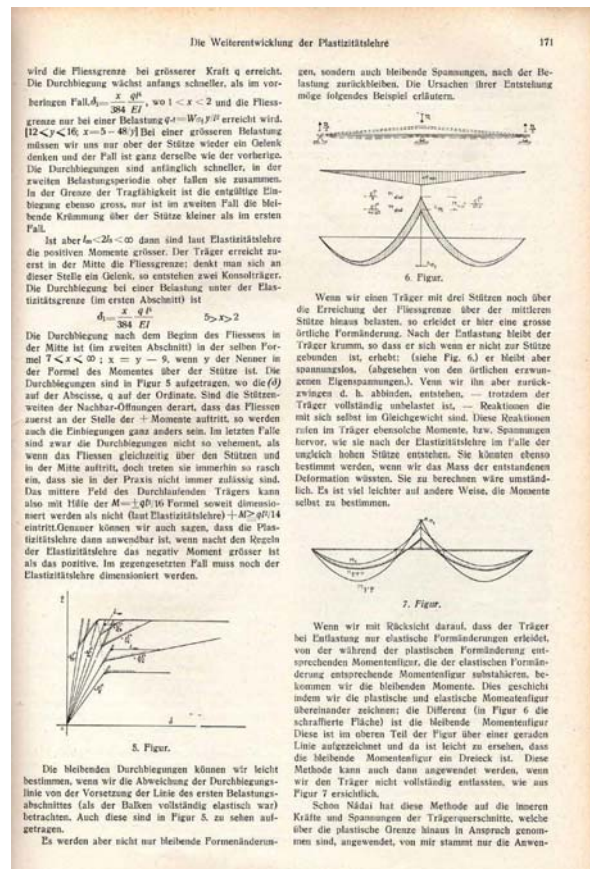 Die Weiterentwicklung der Plastizitätslehre 171
wird die Fliessgrenze bei grösserer Kraft q erreicht.
Die Durchbiegung wächst anfangs schneller, als im vor-
beringen Fall, wo 1 < x < 2 und die Fliess-
grenze nur bei einer Belastung erreicht wird.
[12<y<16; x=5-48/y] Bei einer grösseren Belastung
müssen wir uns nur ober der Stütze wieder ein Gelenk
denken und der Fall ist ganz derselbe wie der vorherige.
Die Durchbiegungen sind anfänglich schneller, in der
zweiten Belastungsperiodie ober fallen sie zusammen.
In der Grenze der Tragfähigkeit ist die entgültige Ein-
biegung ebenso gross, nur ist im zweiten Fall die blei-
bende Krümmung über der Stütze kleiner als im ersten
Fall.
Ist aber dann sind laut Elastizitätslehre
die positiven Momente grösser. Der Träger erreicht zu-
erst in der Mitte die Fliessgrenze; denkt man sich an
dieser Stelle ein Gelenk, so entstehen zwei Konsolträger.
Die Durchbiegung bei einer Belastung unter der Elas-
tizitätsgrenze (im ersten Abschnitt) ist
5>x>2
Die Durchbiegung nach dem Beginn des Fliessens in
der Mitte ist (im zweiten Abschnitt) in der selben For-
mel 7 < x < ∞ ; x = y — 9, wenn y der Nenner in
der Formel des Momentes über der Stütze ist. Die
Durchbiegungen sind in Figur 5 aufgetragen, wo die (d)
auf der Abscisse, q auf der Ordinate. Sind die Stützen-
weiten der Nachbar-Öffnungen derart, dass das Fliessen
zuerst an der Stelle der + Momente auftritt, so werden
auch die Einbiegungen ganz anders sein. Im letzten Falle
sind zwar die Durchbiegungen nicht so vehement, als
wenn das Fliessen gleichzeitig über den Stützen und
in der Mitte auftritt, doch treten sie immerhin so rasch
ein, dass sie in der Praxis nicht immer zulässig sind.
Das mittere Feld des Durchlaufenden Trägers kann
also mit Hilfe der M=±ql²/16 Formel soweit dimensio-
niert werden als nicht (laut Elastizitätslehre) +M≥ql²/14
eintritt. Genauer können wir auch sagen, dass die Plas-
tizitätslehre dann anwendbar ist, wenn nacht den Regeln
der Elastizitätslehre das negativ Moment grösser ist
als das positive. Im gegengesetzten Fall muss noch der
Elastizitätslehre dimensioniert werden.
5. Figur.
Die bleibenden Durchbiegungen können wir leicht
bestimmen, wenn wir die Abweichung der Durchbiegungs-
linie von der Vorsetzung der Linie des ersten Belastungs-
abschnittes (als der Balken vollständig elastisch war)
betrachten. Auch diese sind in Figur 5. zu sehen auf-
getragen.
Es werden aber nicht nur bleibende Formenänderun-
gen, sondern auch bleibende Spannungen, nach der Be-
lastung zurückbleiben. Die Ursachen ihrer Entstehung
möge folgendes Beispiel erläutern.
6. Figur.
Wenn wir einen Träger mit drei Stützen noch über
die Erreichung der Fliessgrenze über der mittleren
Stütze hinaus belasten, so erleidet er hier eine grosse
örtliche Formänderung. Nach der Entlastung bleibt der
Träger krumm, so dass er sich wenn er nicht zur Stütze
gebunden ist, erhebt: (siehe Fig. 6.) er bleibt aber
spannungslos, (abgesehen von den örtlichen erzwun-
genen Eigenspannungen.). Venn wir ihn aber zurück-
zwingen d. h. abbinden, entstehen, — trotzdem der
Träger vollständig unbelastet ist, — Reaktionen die
mit sich selbst im Gleichgewicht sind. Diese Reaktionen
rufen im Träger ebensolche Momente, bzw. Spannungen
hervor, wie sie nach der Elastizitätslehre im Falle der
ungleich hohen Stütze entstehen. Sie könnten ebenso
bestimmt werden, wenn wir das Mass der entstandenen
Deformation wüssten. Sie zu berechnen wäre umständ-
lich. Es ist viel leichter auf andere Weise, die Momente
selbst zu bestimmen.
7. Figur.
Wenn wir mit Rücksicht darauf, dass der Träger
bei Entlastung nur elastische Formänderungen erleidet,
von der während der plastischen Formänderung ent-
sprechenden Momentenfigur, die der elastischen Formän-
derung entsprechende Momentenfigur substahieren, be-
kommen wir die bleibenden Momente. Dies geschicht
indem wir die plastische und elastische Momentenfigur
übereinander zeichnen; die Differenz (in Figur 6 die
schraffierte Fläche) ist die bleibende Momentenfigur
Diese ist im oberen Teil der Figur über einer geraden
Linie aufgezeichnet und da ist leicht zu ersehen, dass
die bleibende Momentenfigur ein Dreieck ist. Diese
Methode kann auch dann angewendet werden, wenn
wir den Träger nicht vollständig entlassten, wie aus
Figur 7 ersichtlich.
Schon Nádai hat diese Methode auf die inneren
Kräfte und Spannungen der Trägerquerschnitte, welche
über die plastische Grenze hinaus in Anspruch genom-
men sind, angewendet, von mir stammt nur die Anwen-